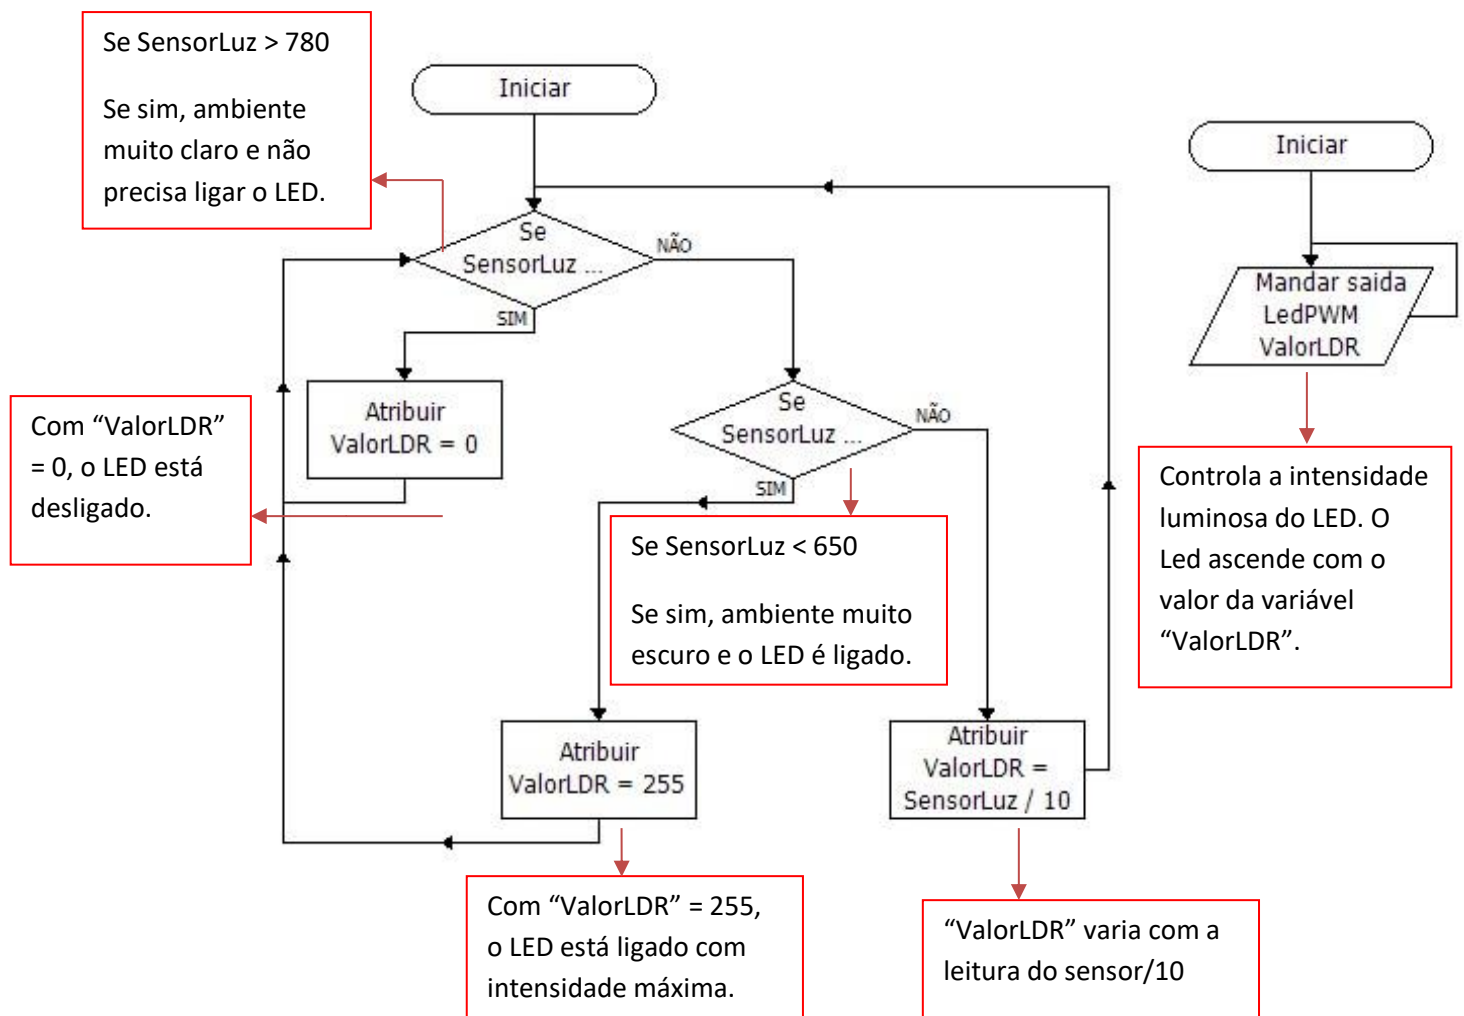 Se SensorLuz > 780
Se sim, ambiente
muito claro e não
precisa ligar o LED.
Iniciar
Se
SensorLuz ...
NÃO
SIM
Atribuir
ValorLDR = 0
Com “ValorLDR”
= 0, o LED está
desligado.
Se
SensorLuz ...
NÃO
SIM
Se SensorLuz < 650
Se sim, ambiente muito
escuro e o LED é ligado.
Atribuir
ValorLDR = 255
Com “ValorLDR” = 255,
o LED está ligado com
intensidade máxima.
Atribuir
ValorLDR =
SensorLuz / 10
“ValorLDR” varia com a
leitura do sensor/10
Iniciar
Mandar saida
LedPWM
ValorLDR
Controla a intensidade
luminosa do LED. O
Led ascende com o
valor da variável
“ValorLDR”.